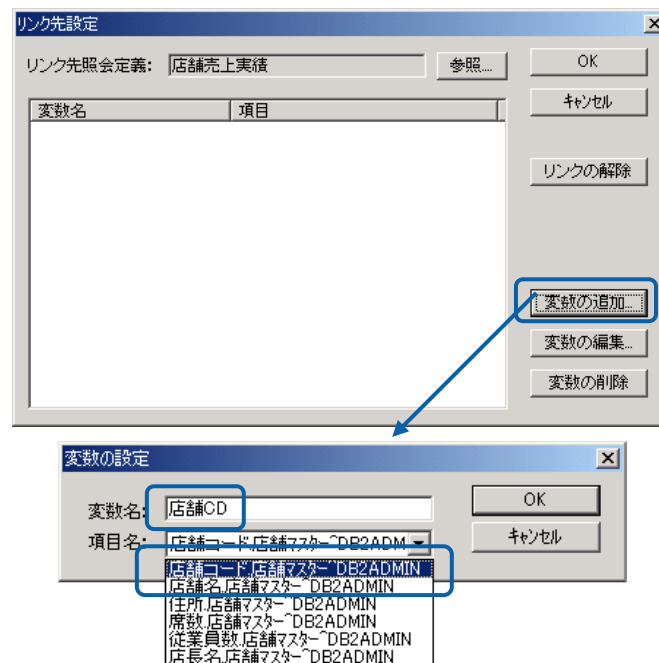 リンク先設定
リンク先照会定義: 店舗売上実績 参照... OK
変数名 項目 キャンセル
リンクの解除
変数の追加...
変数の編集...
変数の削除
変数の設定
変数名: 店舗CD OK
項目名: 店舗コード.店舗マスター^DB2ADM キャンセル
店舗コード.店舗マスター^DB2ADMIN
店舗名.店舗マスター^DB2ADMIN
住所.店舗マスター^DB2ADMIN
席数.店舗マスター^DB2ADMIN
従業員数.店舗マスター^DB2ADMIN
店長名.店舗マスター^DB2ADMIN